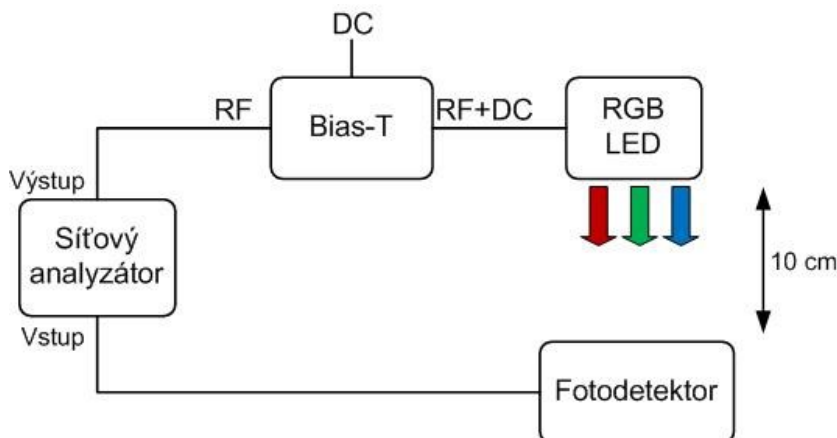 DC
RF
Bias-T
RF+DC
RGB
LED
Výstup
Síťový
analyzátor
Vstup
10 cm
Fotodetektor